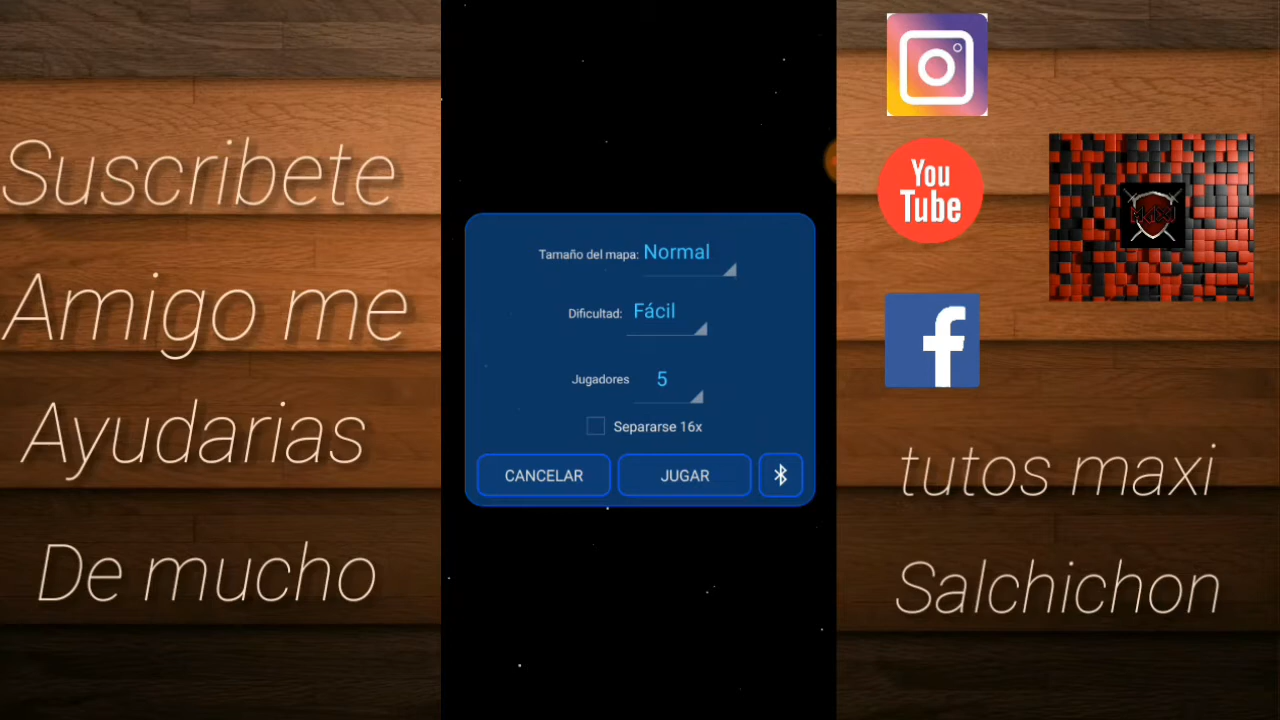 Suscribete
Amigo me
Ayudarias
De mucho
Tamaño del mapa: Normal
Dificultad: Fácil
Jugadores 5
Separarse 16x
CANCELAR
JUGAR
You
Tube
tutos maxi
Salchichon